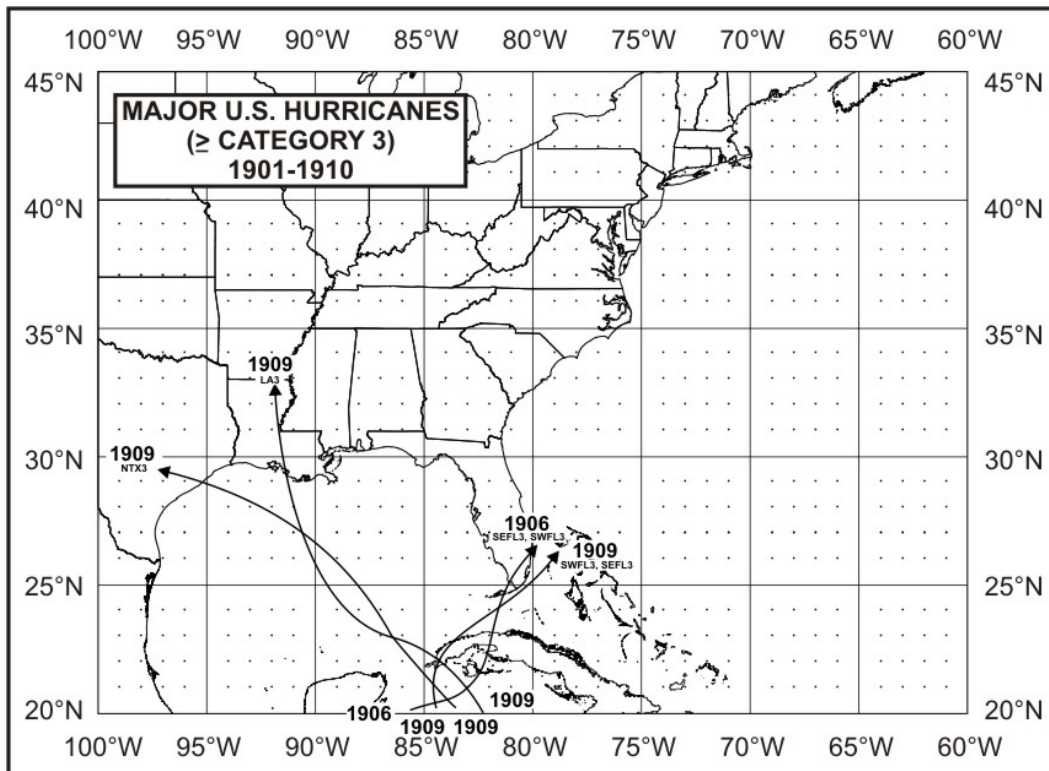 100°W 95°W 90°W 85°W 80°W 75°W 70°W 65°W 60°W
45°N 45°N
MAJOR U.S. HURRICANES
(≥ CATEGORY 3)
1901-1910
40°N 40°N
35°N 35°N
1909
LA3
30°N 30°N
1909
NTX3
1906
SEFL3, SWFL3
1909
SWFL3, SEFL3
25°N 25°N
1909
20°N 20°N
1906
1909 1909
100°W 95°W 90°W 85°W 80°W 75°W 70°W 65°W 60°W